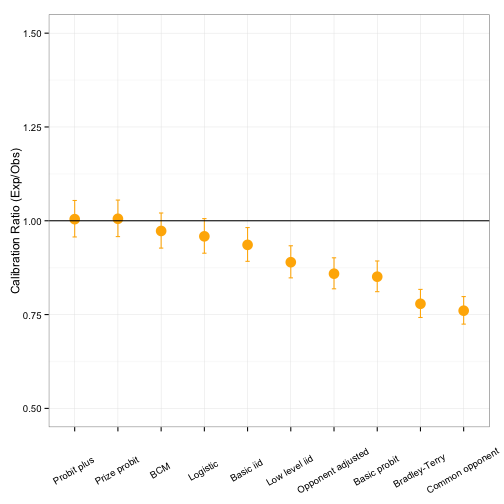 1.50
1.25
1.00
0.75
0.50
Calibration Ratio (Exp/Obs)
Probit plus
Prize probit
BCM
Logistic
Basic iid
Low level iid
Opponent adjusted
Basic probit
Bradley-Terry
Common opponent